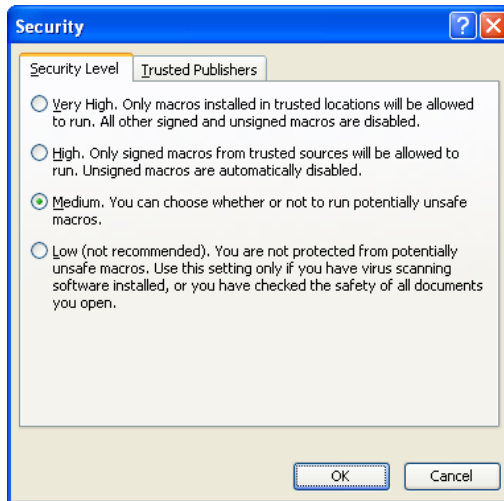 Security
Security Level
Trusted Publishers
Very High. Only macros installed in trusted locations will be allowed
to run. All other signed and unsigned macros are disabled.
High. Only signed macros from trusted sources will be allowed to
run. Unsigned macros are automatically disabled.
Medium. You can choose whether or not to run potentially unsafe
macros.
Low (not recommended). You are not protected from potentially
unsafe macros. Use this setting only if you have virus scanning
software installed, or you have checked the safety of all documents
you open.
OK
Cancel